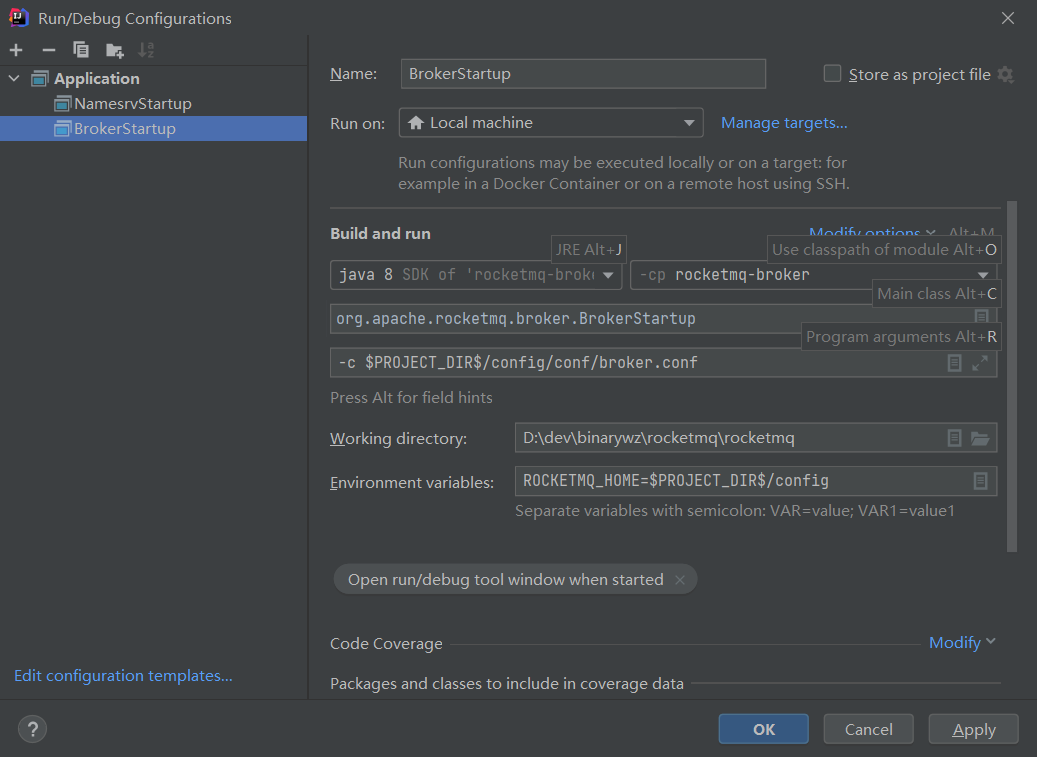 Run/Debug Configurations
Application
NamesrvStartup
BrokerStartup
Name: BrokerStartup
Store as project file
Run on: Local machine
Manage targets...
Run configurations may be executed locally or on a target: for
example in a Docker Container or on a remote host using SSH.
Build and run
Modify options Alt+M
JRE Alt+J
Use classpath of module Alt+O
java 8 SDK of 'rocketmq-brok
-cp rocketmq-broker
Main class Alt+C
org.apache.rocketmq.broker.BrokerStartup
Program arguments Alt+R
-c $PROJECT_DIR$/config/conf/broker.conf
Press Alt for field hints
Working directory: D:\dev\binarywz\rocketmq\rocketmq
Environment variables: ROCKETMQ_HOME=$PROJECT_DIR$/config
Separate variables with semicolon: VAR=value; VAR1=value1
Open run/debug tool window when started
Code Coverage
Modify
Packages and classes to include in coverage data
Edit configuration templates...
?
OK
Cancel
Apply